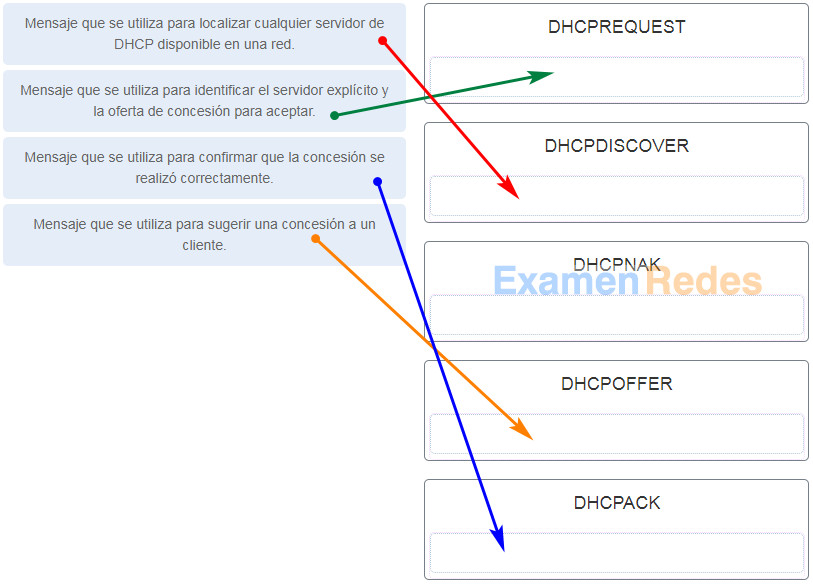 Mensaje que se utiliza para localizar cualquier servidor de
DHCP disponible en una red.
Mensaje que se utiliza para identificar el servidor explícito y
la oferta de concesión para aceptar.
Mensaje que se utiliza para confirmar que la concesión se
realizó correctamente.
Mensaje que se utiliza para sugerir una concesión a un
cliente.
DHCPREQUEST
DHCPDISCOVER
DHCPNAK
ExamenRedes
DHCPOFFER
DHCPACK